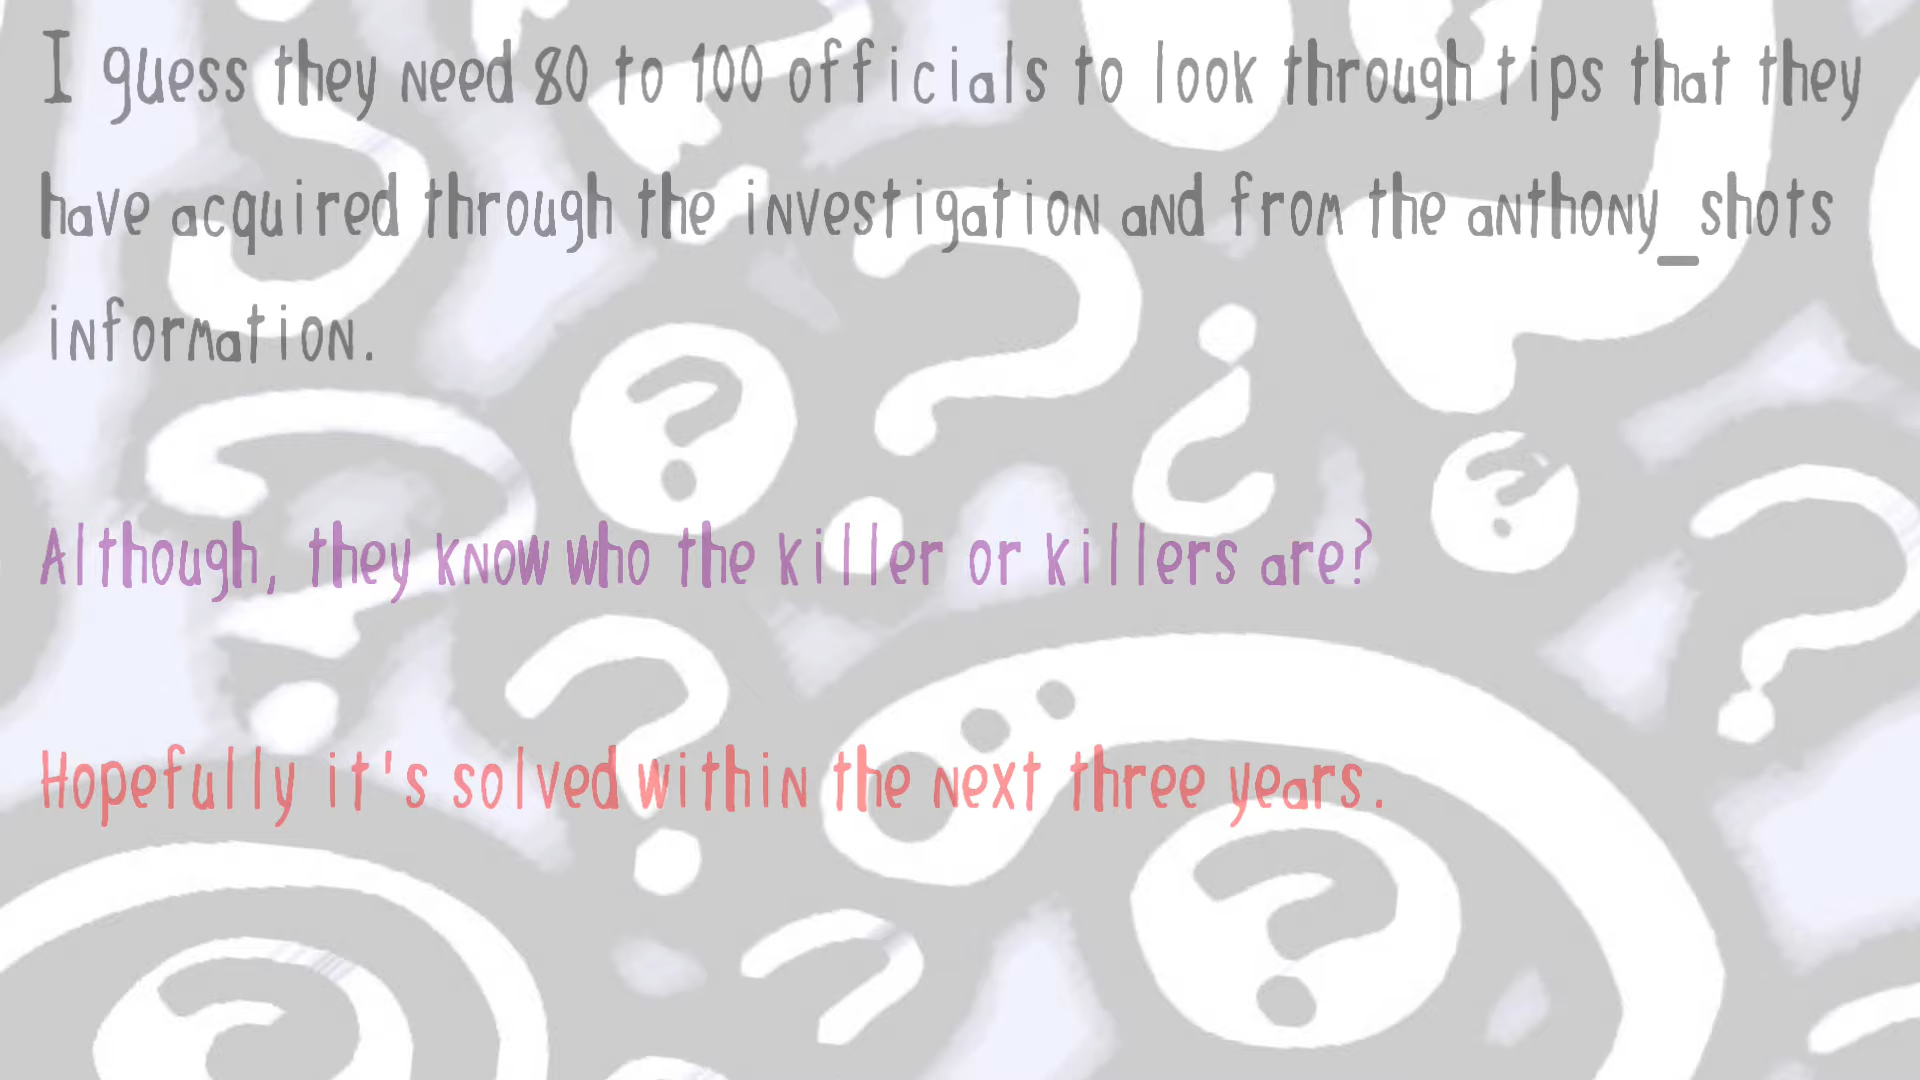 I guess they need 80 to 100 officials to look through tips that they
have acquired through the investigation and from the anthony_shots
information.
Although, they know who the killer or killers are?
Hopefully it's solved within the next three years.